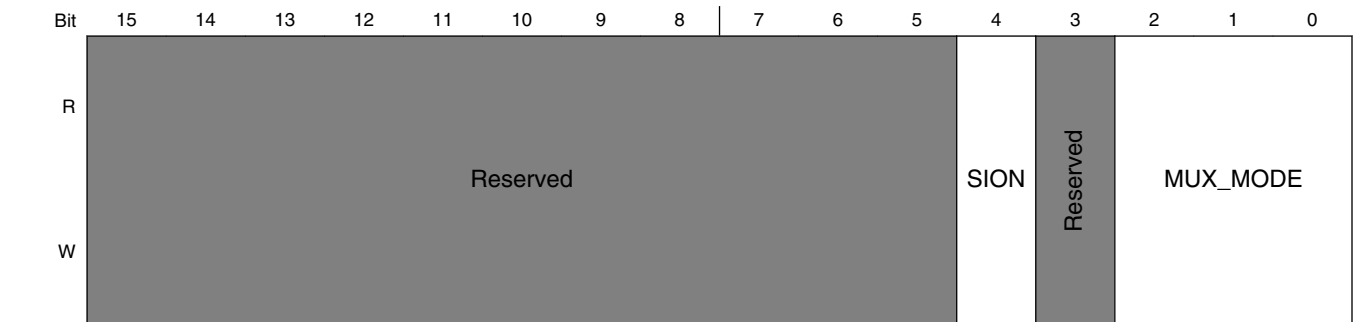 Bit 15 14 13 12 11 10 9 8 7 6 5 4 3 2 1 0
R
Reserved SION Reserved MUX_MODE
W